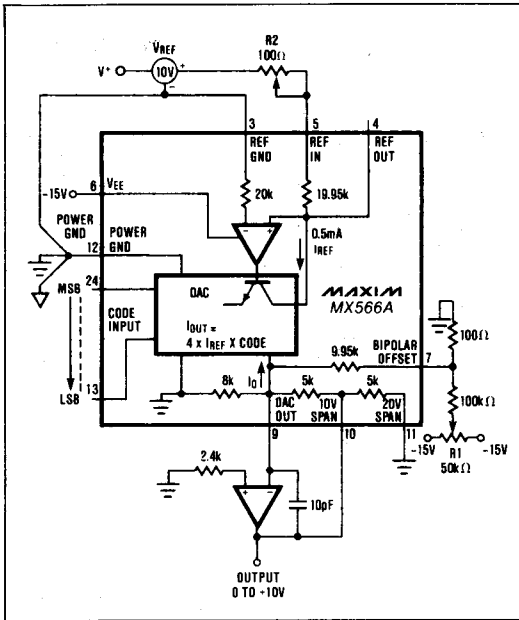 R2
100Ω
VREF
V+
10V
+
−
3
5
4
REF
GND
REF
IN
REF
OUT
6
VEE
-15V
20k
19.95k
POWER
GND
12
POWER
GND
− +
0.5mA
IREF
24
MSB
DAC
MAXIM
MX566A
CODE
INPUT
IOUT =
4 x IREF X CODE
100Ω
BIPOLAR
OFFSET
7
9.95k
IO
8k
5k
5k
100kΩ
13
LSB
DAC
OUT
10V
SPAN
20V
SPAN
9
10
11
-15V
-15V
R1
50kΩ
2.4k
+ −
10pF
OUTPUT
0 TO +10V